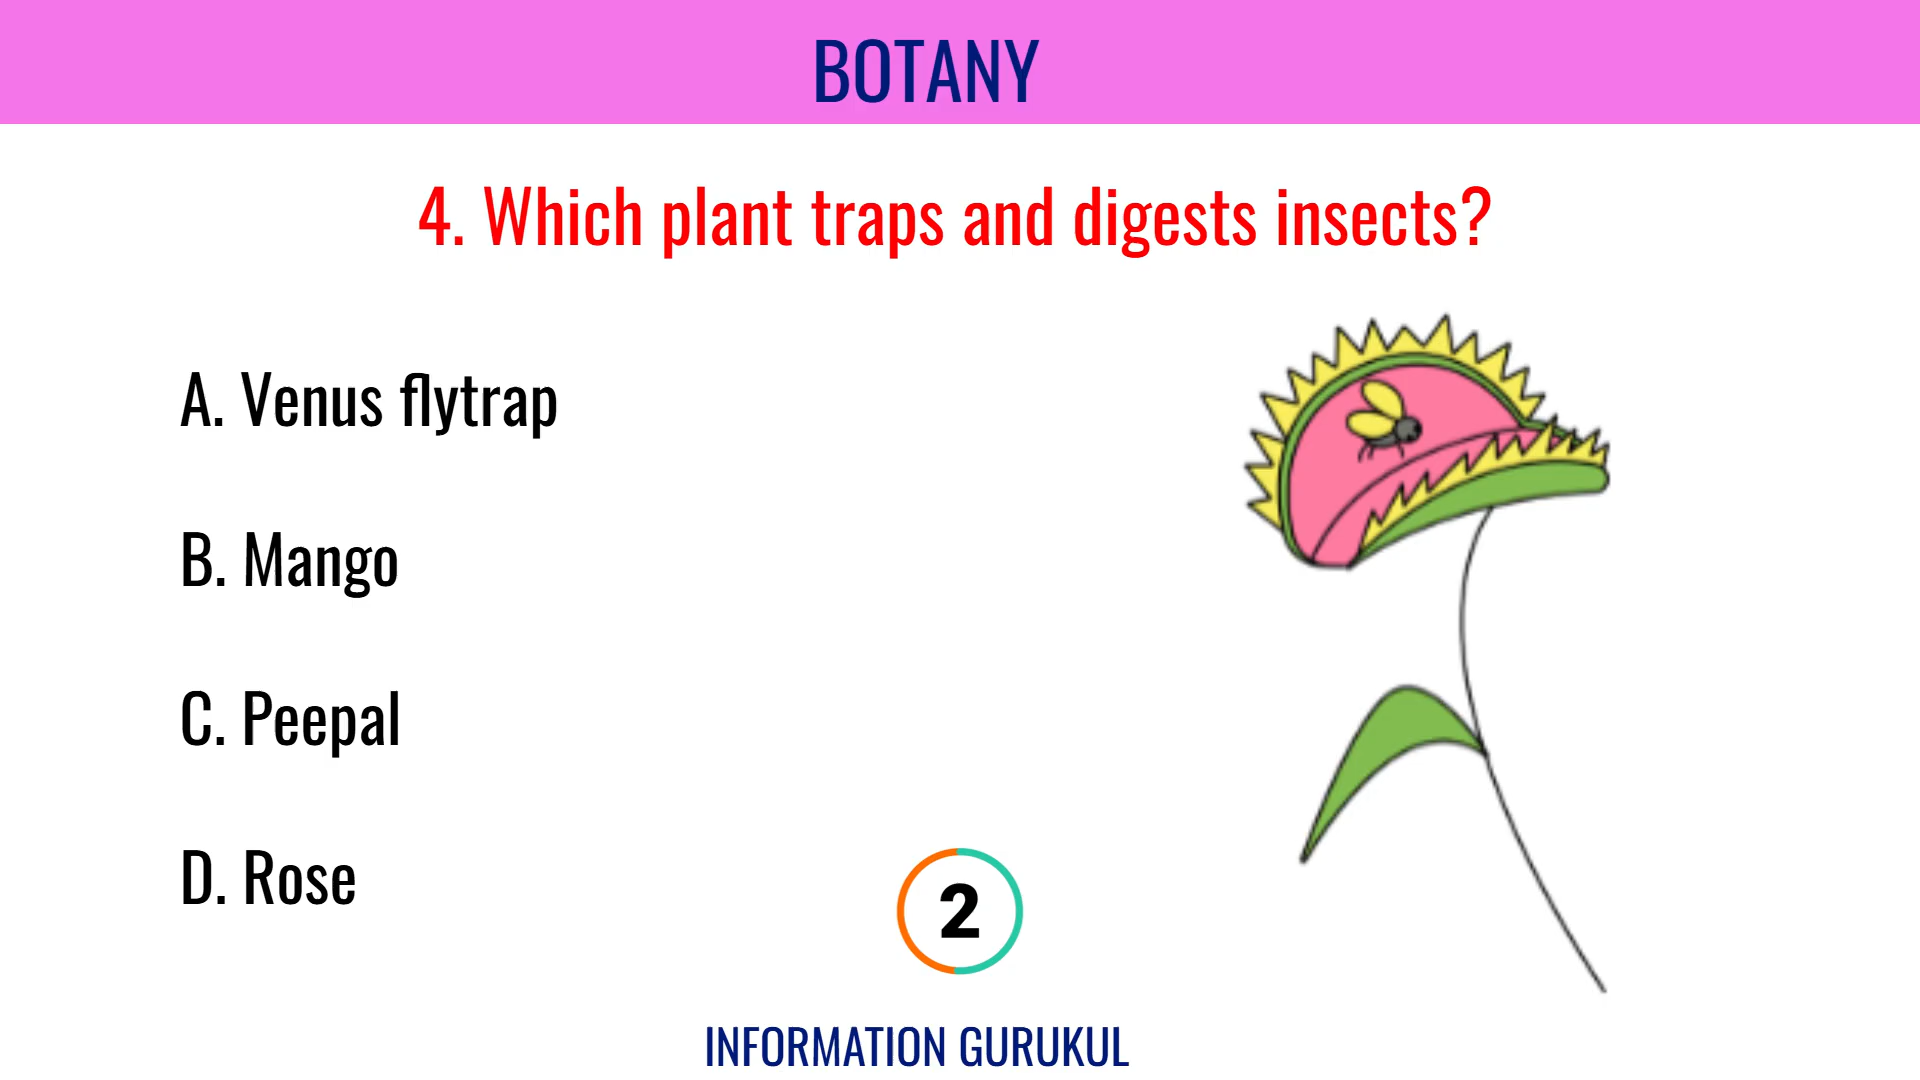 BOTANY
4. Which plant traps and digests insects?
A. Venus flytrap
B. Mango
C. Peepal
D. Rose
2
INFORMATION GURUKUL